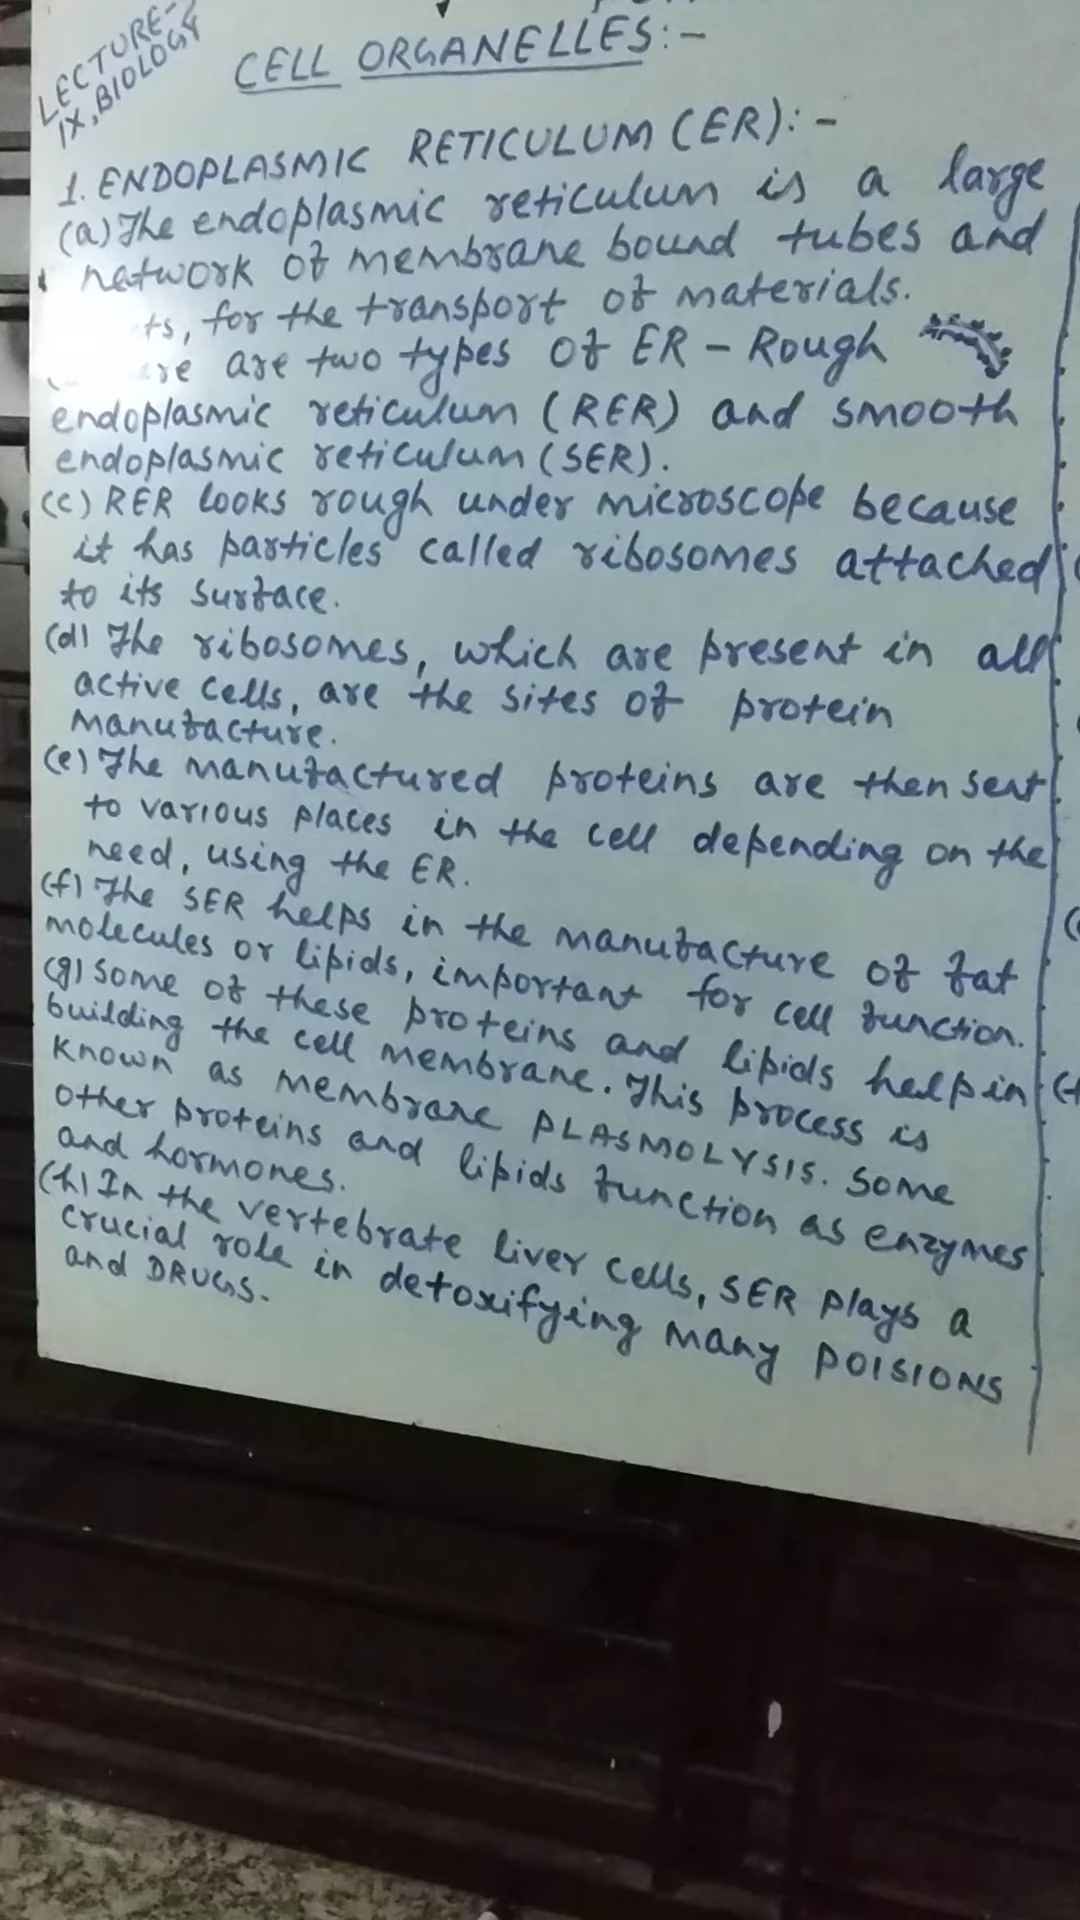 LECTURE-
IX, BIOLOGY
CELL ORGANELLES:-
1. ENDOPLASMIC RETICULUM (ER):-
(a) The endoplasmic reticulum is a large
network of membrane bound tubes and
ts, for the transport of materials.
ere are two types of ER - Rough
endoplasmic reticulum (RER) and smooth
endoplasmic reticulum (SER).
(c) RER looks rough under microscope because
it has particles called ribosomes attached
to its surface.
(d) The ribosomes, which are present in all
active cells, are the sites of protein
manufacture.
(e) The manufactured proteins are then sent
to various places in the cell depending on the
need, using the ER.
(f) The SER helps in the manufacture of fat
molecules or lipids, important for cell function.
(g) Some of these proteins and lipids help in
building the cell membrane. This process is
known as membrane PLASMOLYSIS. Some
other proteins and lipids function as enzymes
and hormones.
(h) In the vertebrate liver cells, SER plays a
crucial role in detoxifying many POISIONS
and DRUGS.